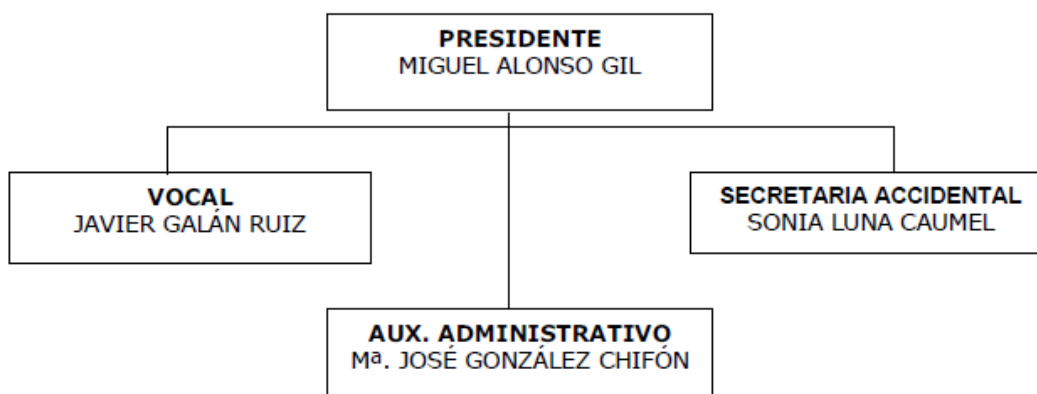 PRESIDENTE
MIGUEL ALONSO GIL
VOCAL
JAVIER GALÁN RUIZ
SECRETARIA ACCIDENTAL
SONIA LUNA CAUMEL
AUX. ADMINISTRATIVO
Mª. JOSÉ GONZÁLEZ CHIFÓN